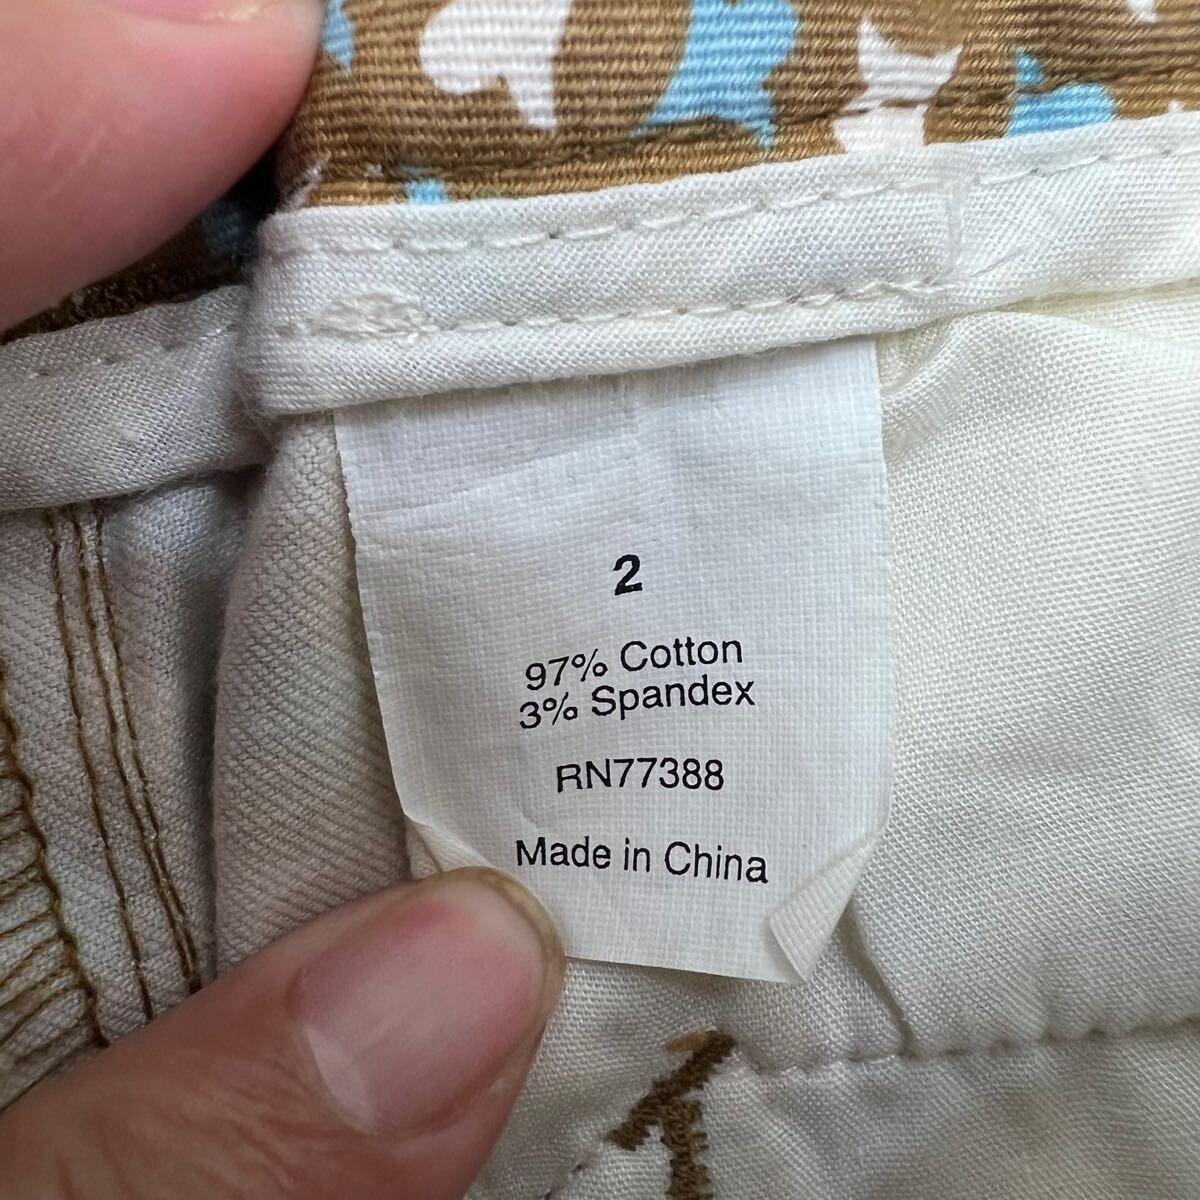 2
97% Cotton
3% Spandex
RN77388
Made in China